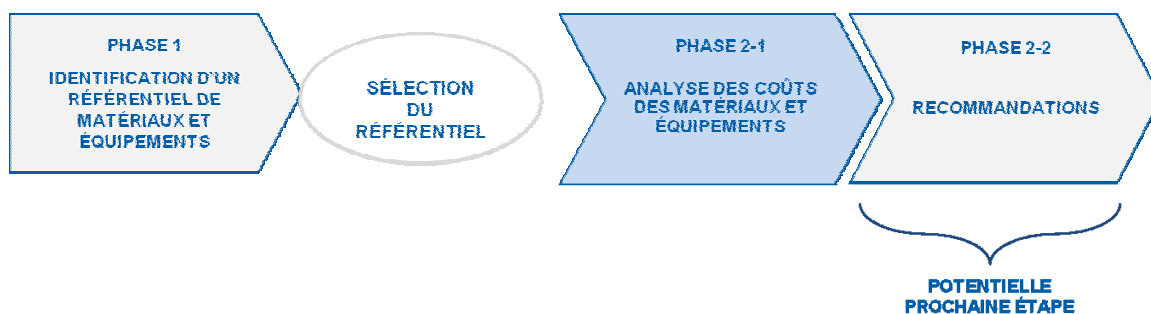 PHASE 1
IDENTIFICATION D'UN
RÉFÉRENTIEL DE
MATÉRIAUX ET
ÉQUIPEMENTS
SÉLECTION
DU
RÉFÉRENTIEL
PHASE 2-1
ANALYSE DES COÛTS
DES MATÉRIAUX ET
ÉQUIPEMENTS
PHASE 2-2
RECOMMANDATIONS
POTENTIELLE
PROCHAINE ÉTAPE